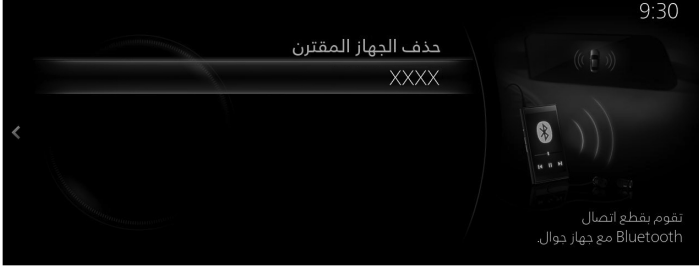 9:30
حذف الجهاز المقترن
XXXX
تقوم بقطع اتصال
Bluetooth مع جهاز جوال.